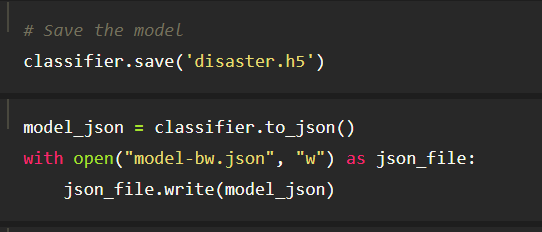 # Save the model
classifier.save('disaster.h5')
model_json = classifier.to_json()
with open("model-bw.json", "w") as json_file:
    json_file.write(model_json)